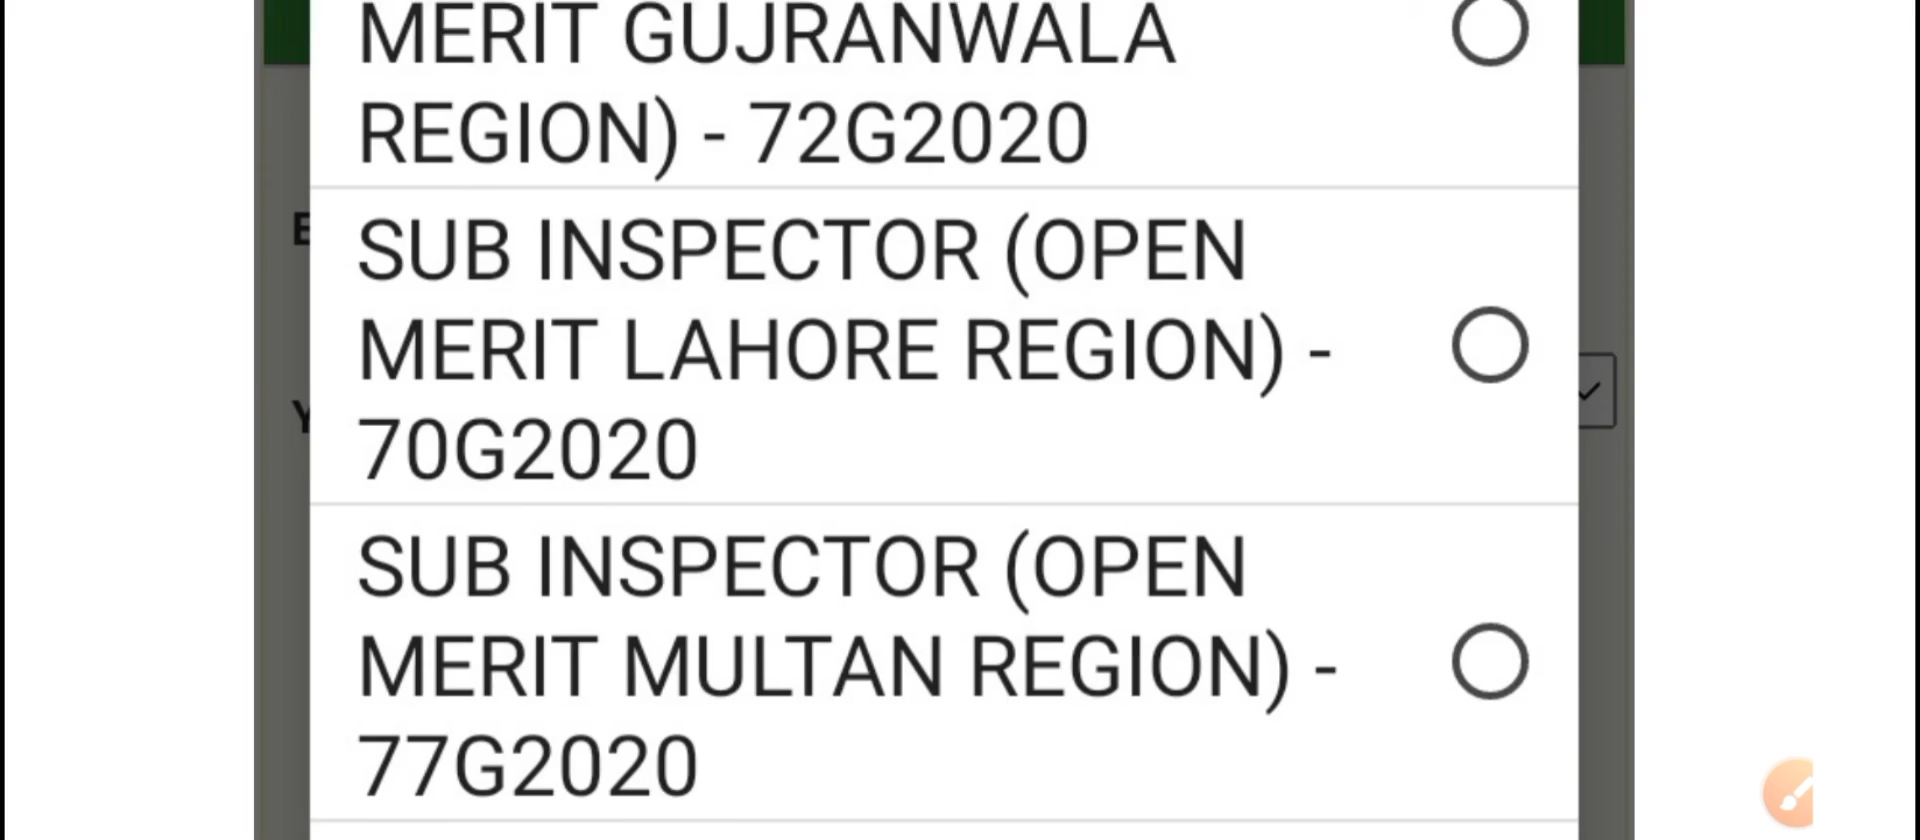 MERIT GUJRANWALA
REGION) - 72G2020
SUB INSPECTOR (OPEN
MERIT LAHORE REGION) -
70G2020
SUB INSPECTOR (OPEN
MERIT MULTAN REGION) -
77G2020